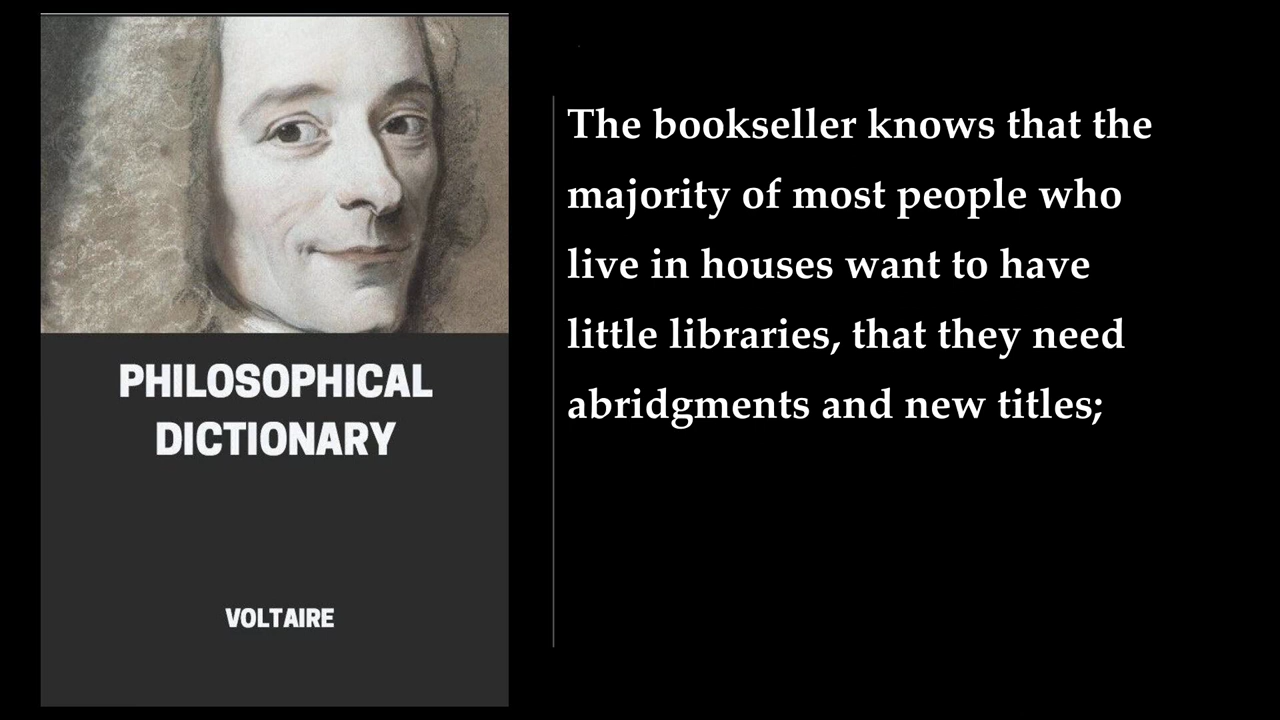 PHILOSOPHICAL
DICTIONARY
VOLTAIRE
The bookseller knows that the
majority of most people who
live in houses want to have
little libraries, that they need
abridgments and new titles;